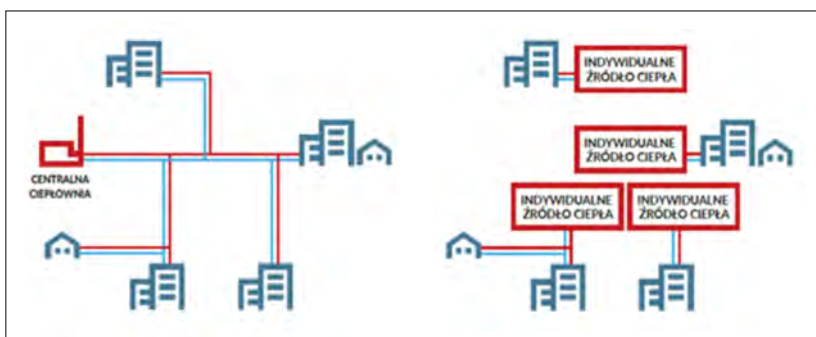 CENTRALNA
CIEPŁOWNIA
INDYWIDUALNE
ŹRÓDŁO CIEPŁA
INDYWIDUALNE
ŹRÓDŁO CIEPŁA
INDYWIDUALNE
ŹRÓDŁO CIEPŁA
INDYWIDUALNE
ŹRÓDŁO CIEPŁA